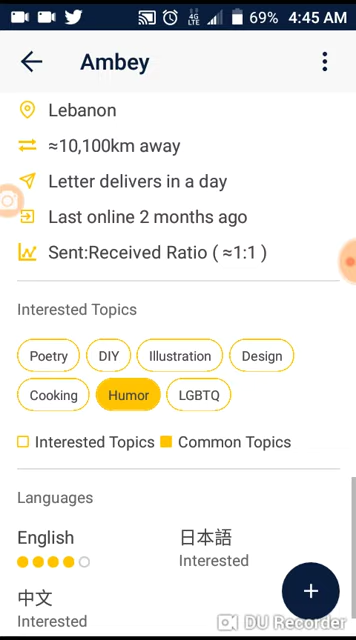 4G
LTE
69% 4:45 AM
Ambey
Lebanon
≈10,100km away
Letter delivers in a day
Last online 2 months ago
Sent:Received Ratio ( ≈1:1 )
Interested Topics
Poetry DIY Illustration Design
Cooking Humor LGBTQ
Interested Topics Common Topics
Languages
English 日本語
Interested
中文
Interested
DU Recorder